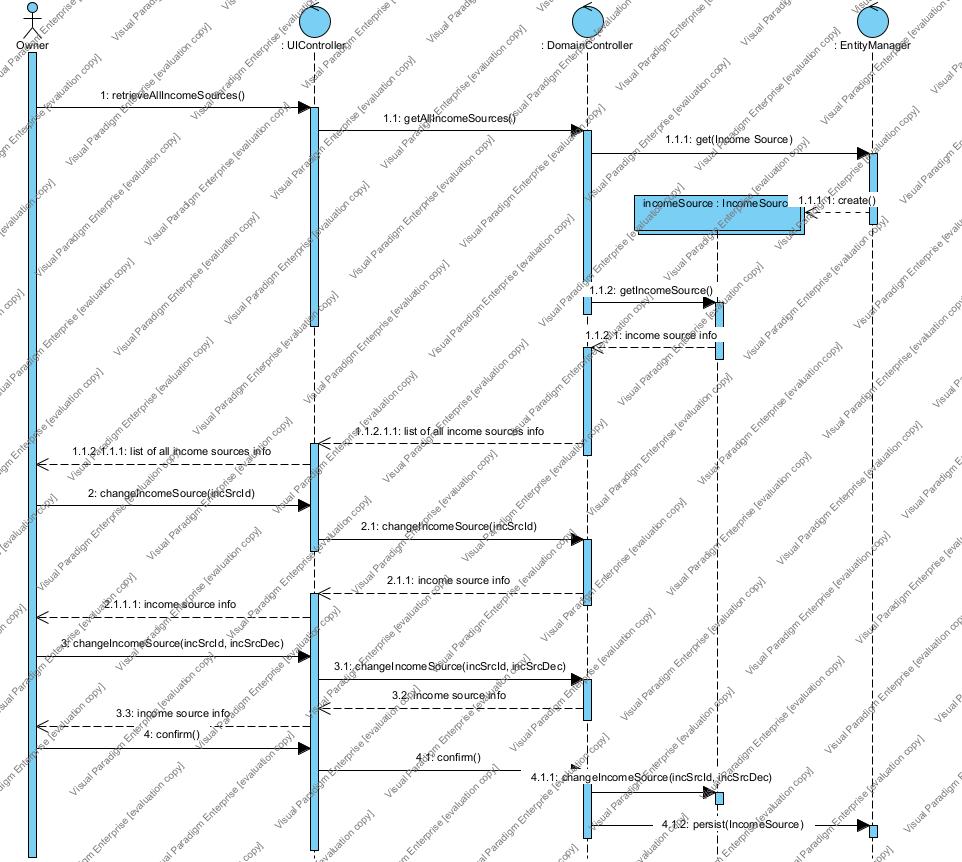 Owner
: UIController
: DomainController
: EntityManager
1: retrieveAllIncomeSources()
1.1: getAllIncomeSources()
1.1.1: get(Income Source)
incomeSource : IncomeSourc
1.1.1.1: create()
1.1.2: getIncomeSource()
1.1.2.1: income source info
1.1.2.1.1: list of all income sources info
1.1.2.1.1.1: list of all income sources info
2: changeIncomeSource(incSrcId)
2.1: changeIncomeSource(incSrcId)
2.1.1: income source info
2.1.1.1: income source info
3: changeIncomeSource(incSrcId, incSrcDec)
3.1: changeIncomeSource(incSrcId, incSrcDec)
3.2: income source info
3.3: income source info
4: confirm()
4.1: confirm()
4.1.1: changeIncomeSource(incSrcId, incSrcDec)
4.1.2: persist(IncomeSource)
Visual Paradigm Enterprise [evaluation copy]